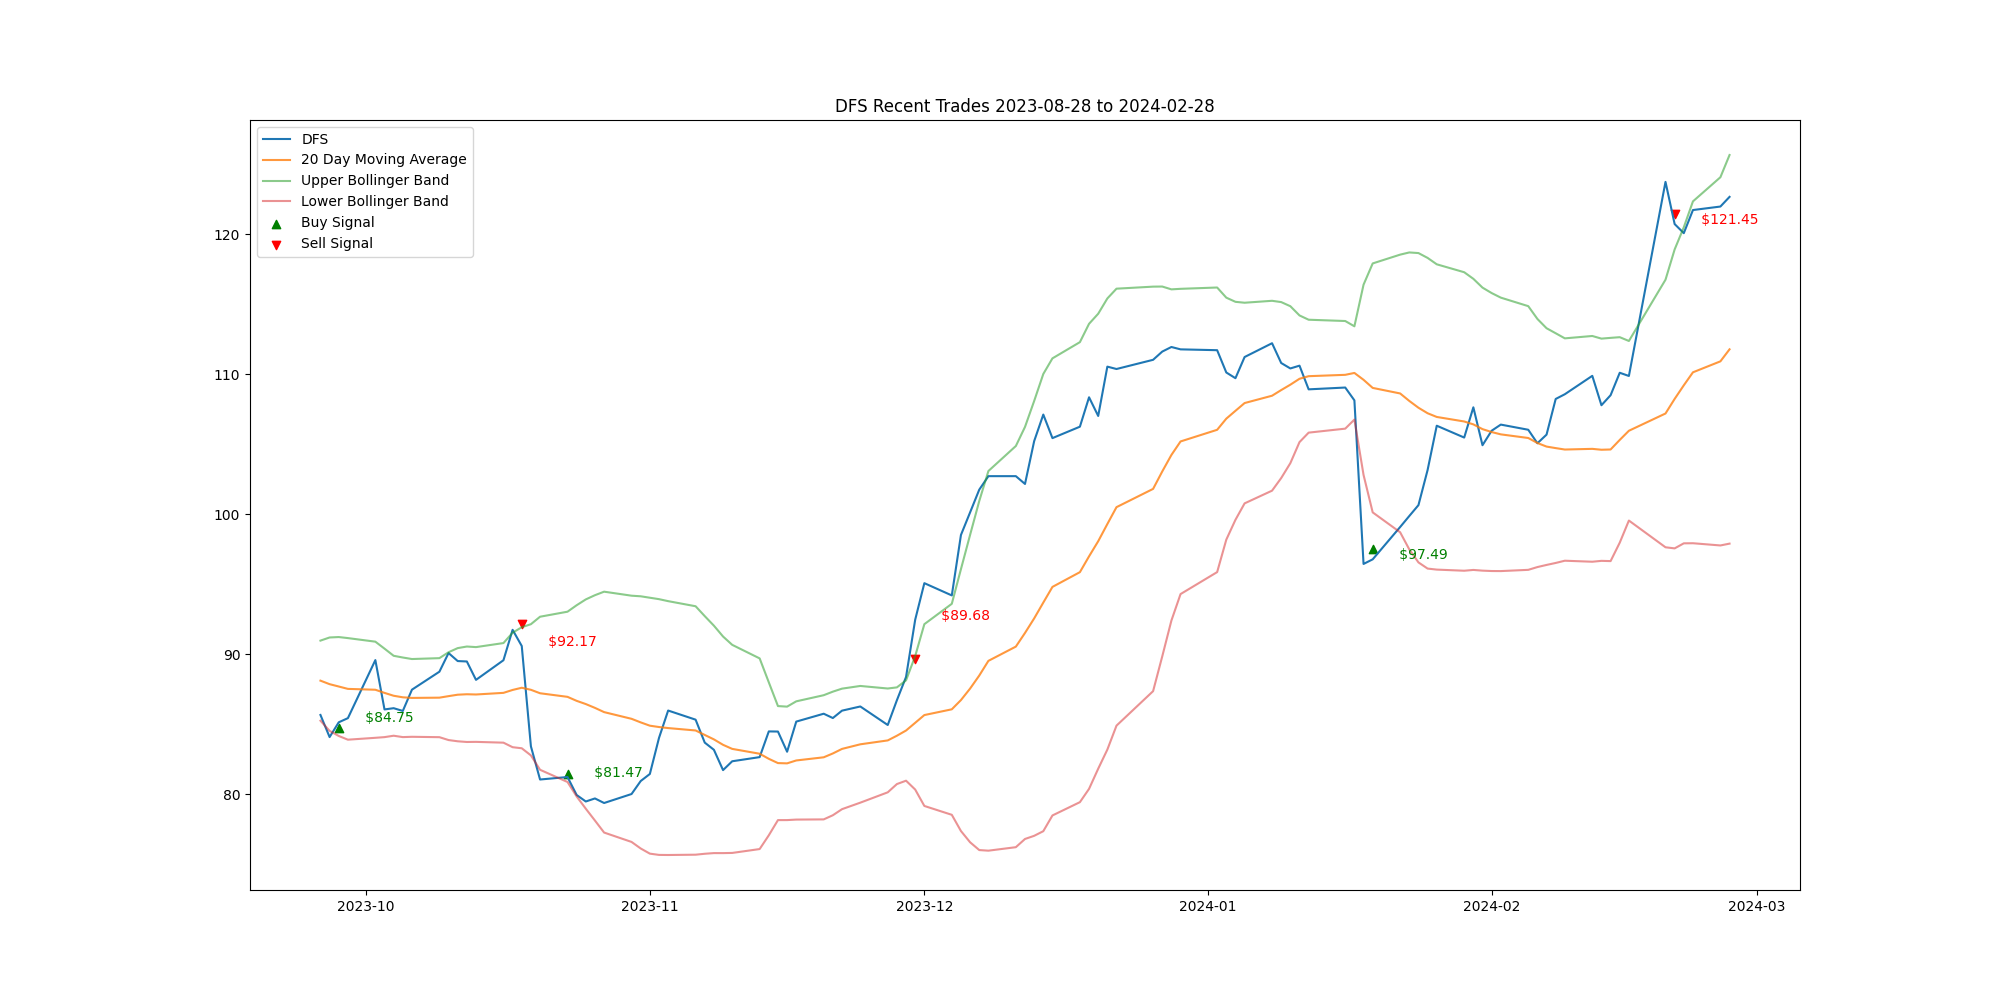 DFS Recent Trades 2023-08-28 to 2024-02-28
DFS
20 Day Moving Average
Upper Bollinger Band
Lower Bollinger Band
Buy Signal
Sell Signal
120
110
100
90
80
$84.75
$92.17
$81.47
$89.68
$97.49
$121.45
2023-10
2023-11
2023-12
2024-01
2024-02
2024-03